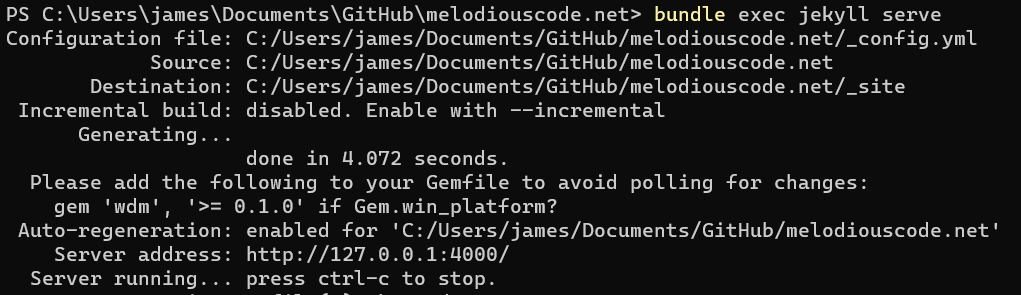 PS C:\Users\james\Documents\GitHub\melodiouscode.net> bundle exec jekyll serve
Configuration file: C:/Users/james/Documents/GitHub/melodiouscode.net/_config.yml
Source: C:/Users/james/Documents/GitHub/melodiouscode.net
Destination: C:/Users/james/Documents/GitHub/melodiouscode.net/_site
Incremental build: disabled. Enable with --incremental
Generating...
done in 4.072 seconds.
Please add the following to your Gemfile to avoid polling for changes:
gem 'wdm', '>= 0.1.0' if Gem.win_platform?
Auto-regeneration: enabled for 'C:/Users/james/Documents/GitHub/melodiouscode.net'
Server address: http://127.0.0.1:4000/
Server running... press ctrl-c to stop.